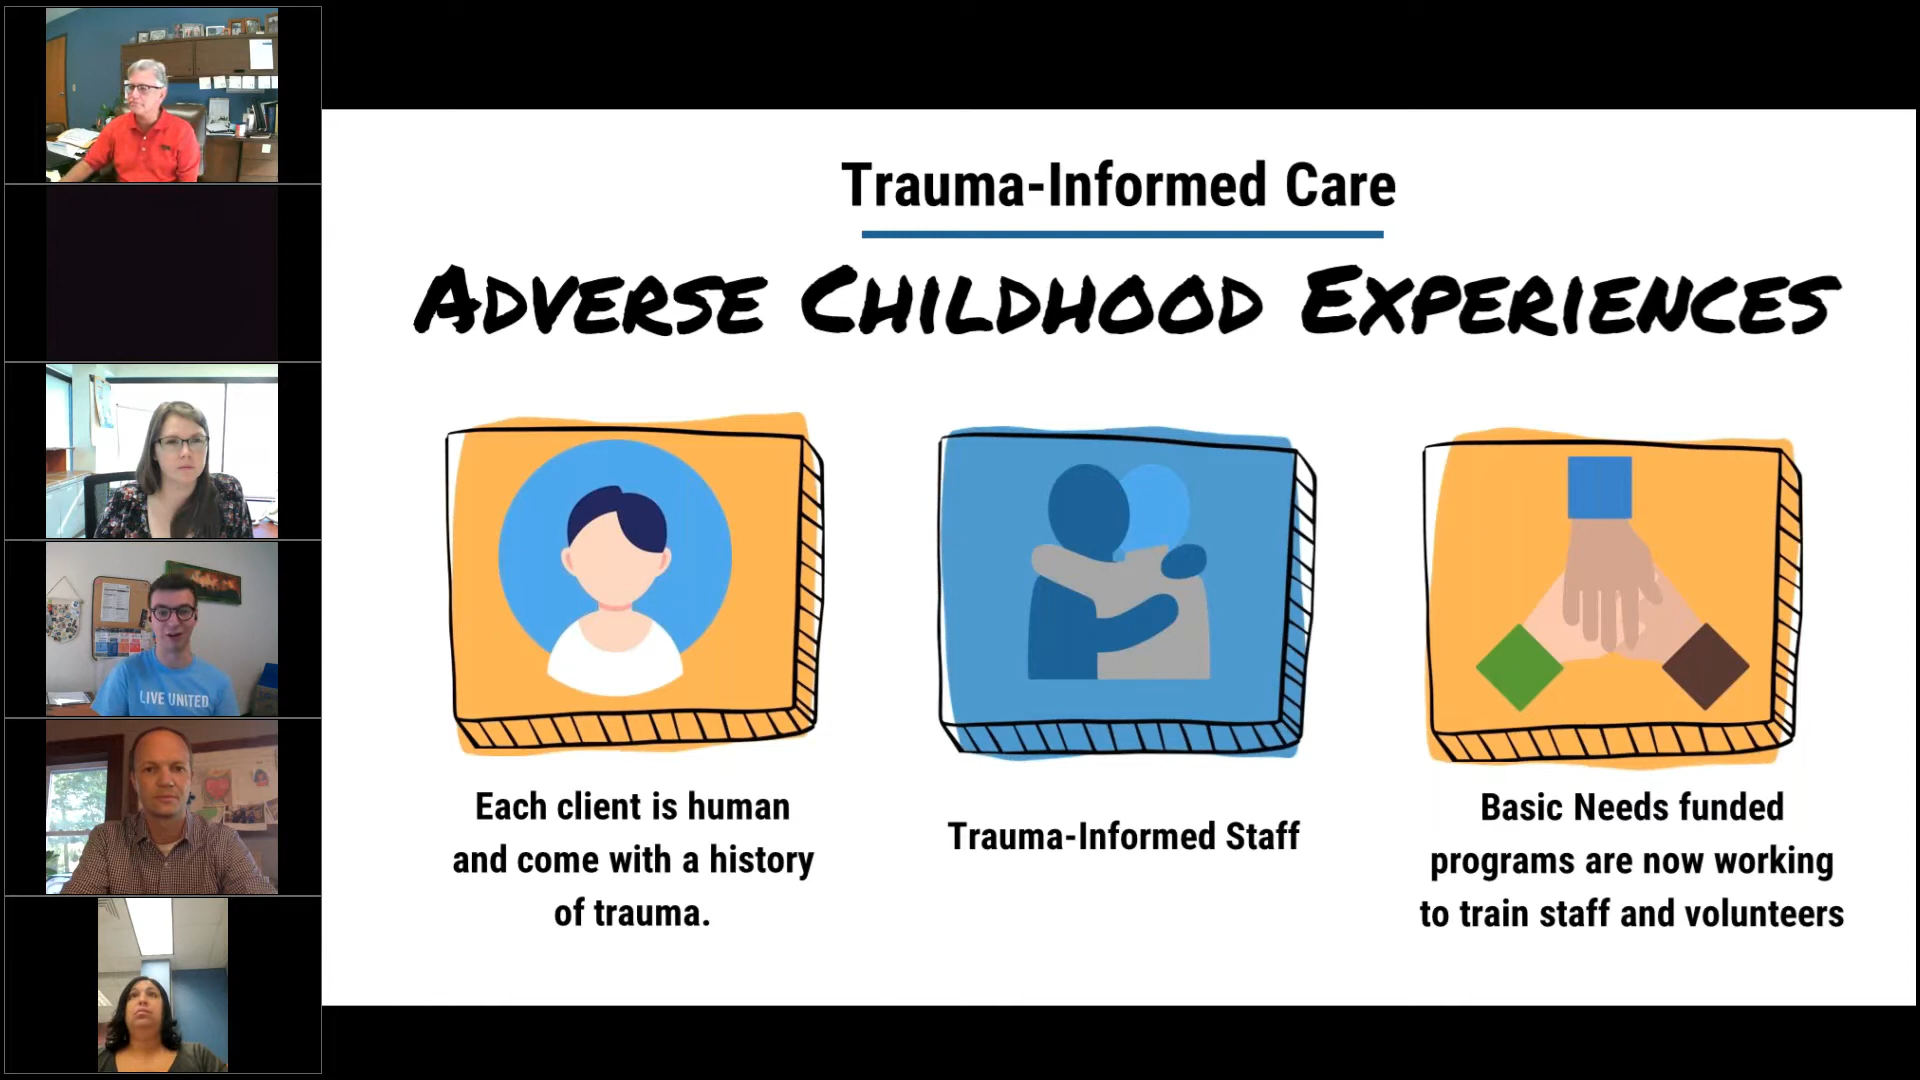 Trauma-Informed Care
ADVERSE CHILDHOOD EXPERIENCES
Each client is human
and come with a history
of trauma.
Trauma-Informed Staff
Basic Needs funded
programs are now working
to train staff and volunteers
LIVE UNITED